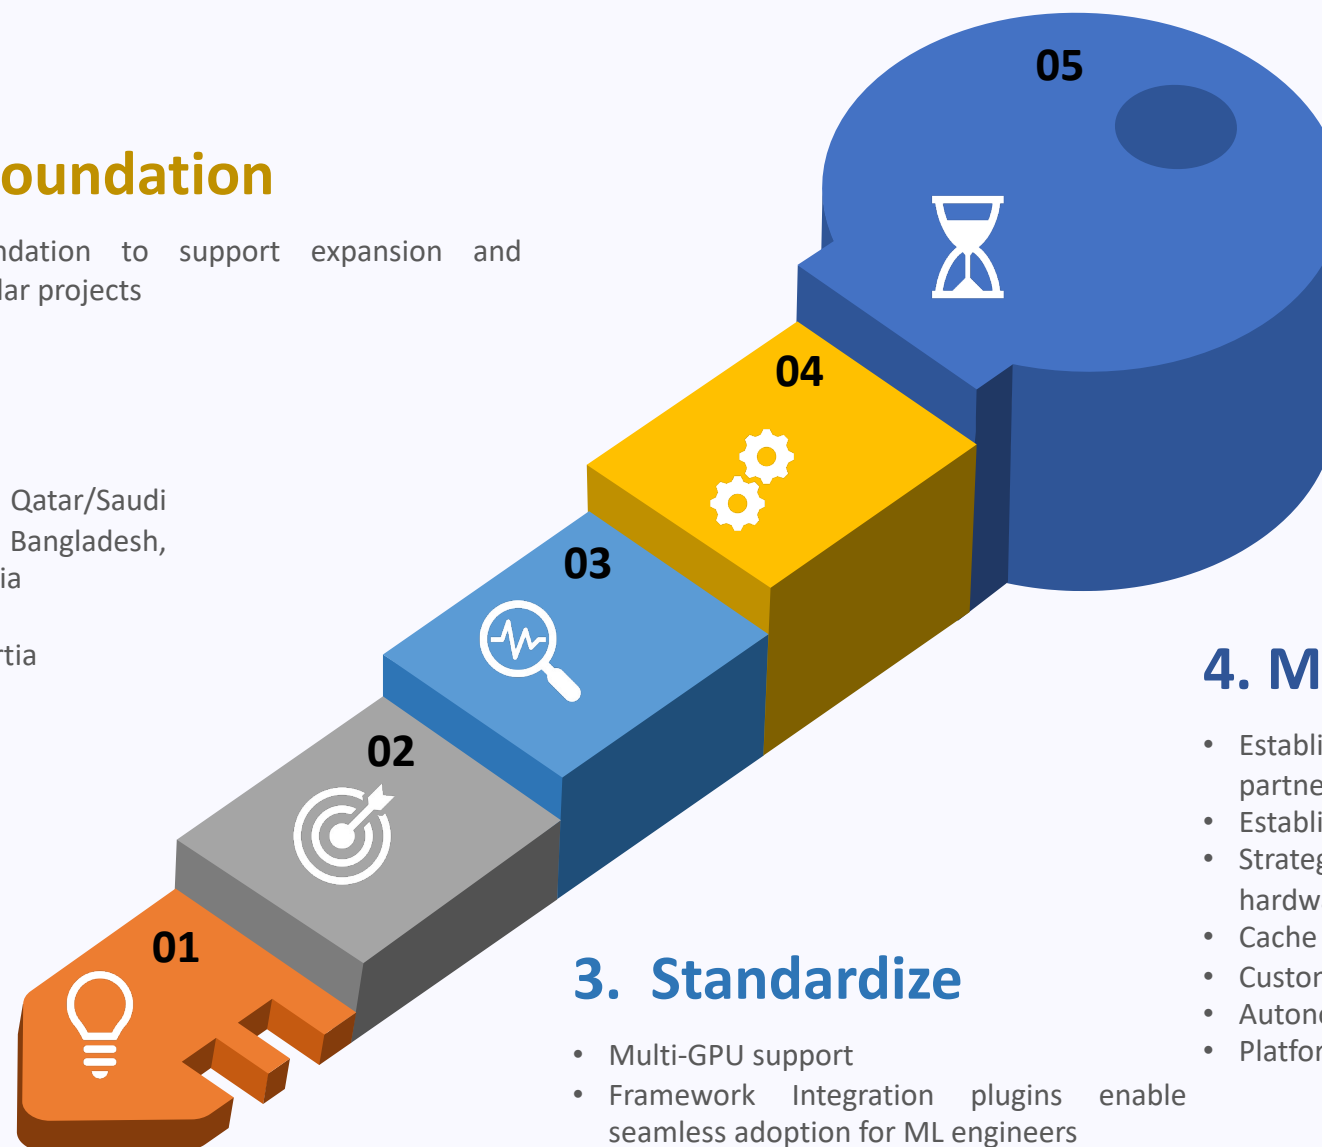 05
oundation
ndation to support expansion and
lar projects
04
Qatar/Saudi
Bangladesh,
ia
rtia
03
02
01
3. Standardize
• Multi-GPU support
• Framework Integration plugins enable
seamless adoption for ML engineers
4. M
• Establi
partne
• Establi
• Strateg
hardw
• Cache
• Custon
• Autono
• Platfor